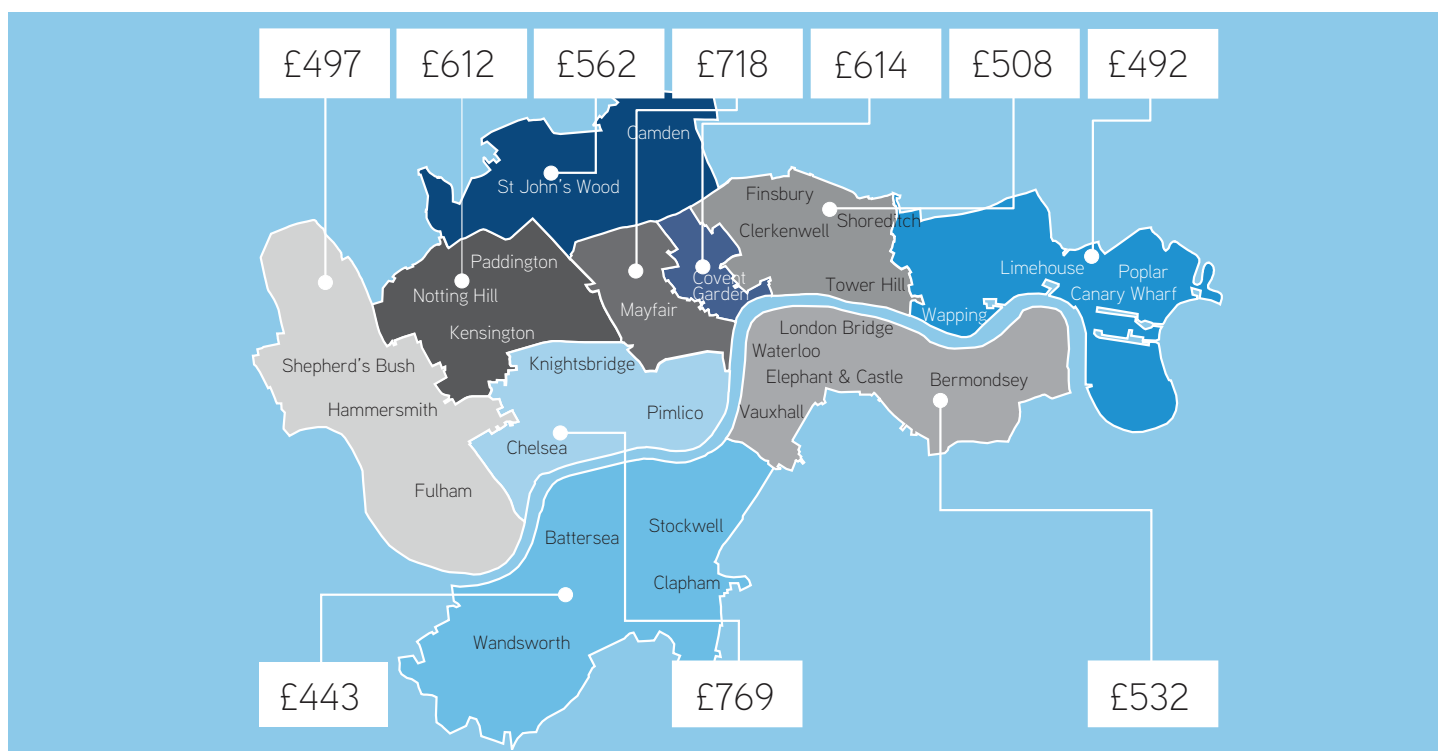 £497
£612
£562
£718
£614
£508
£492
Camden
St John's Wood
Finsbury
Shoreditch
Clerkenwell
Paddington
Notting Hill
Kensington
Mayfair
Covent
Garden
Tower Hill
Limehouse
Poplar
Canary Wharf
Wapping
London Bridge
Waterloo
Elephant & Castle
Bermondsey
Vauxhall
Shepherd's Bush
Hammersmith
Fulham
Knightsbridge
Pimlico
Chelsea
Battersea
Stockwell
Clapham
Wandsworth
£443
£769
£532